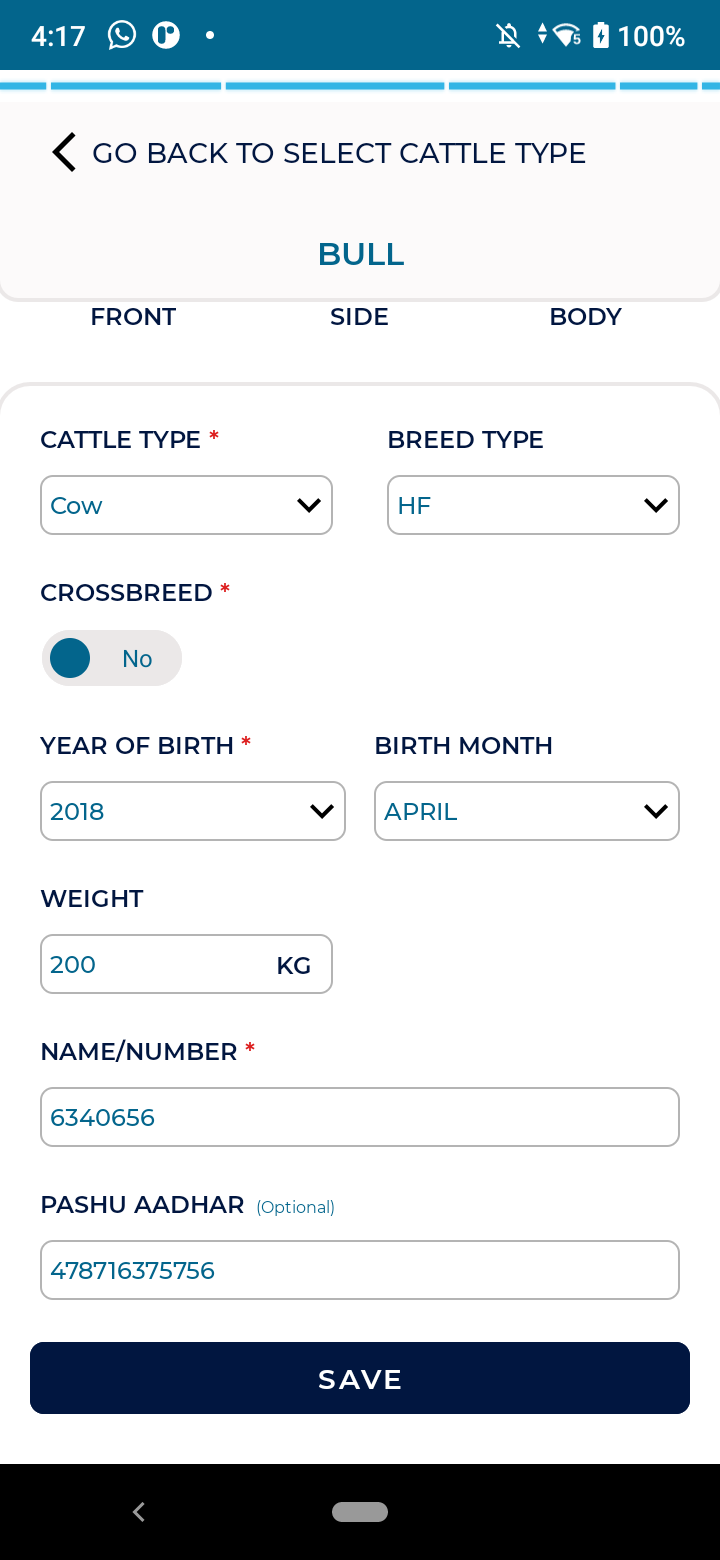 4:17 5 100%
GO BACK TO SELECT CATTLE TYPE
BULL
FRONT SIDE BODY
CATTLE TYPE * BREED TYPE
Cow HF
CROSSBREED *
No
YEAR OF BIRTH * BIRTH MONTH
2018 APRIL
WEIGHT
200 KG
NAME/NUMBER *
6340656
PASHU AADHAR (Optional)
478716375756
SAVE